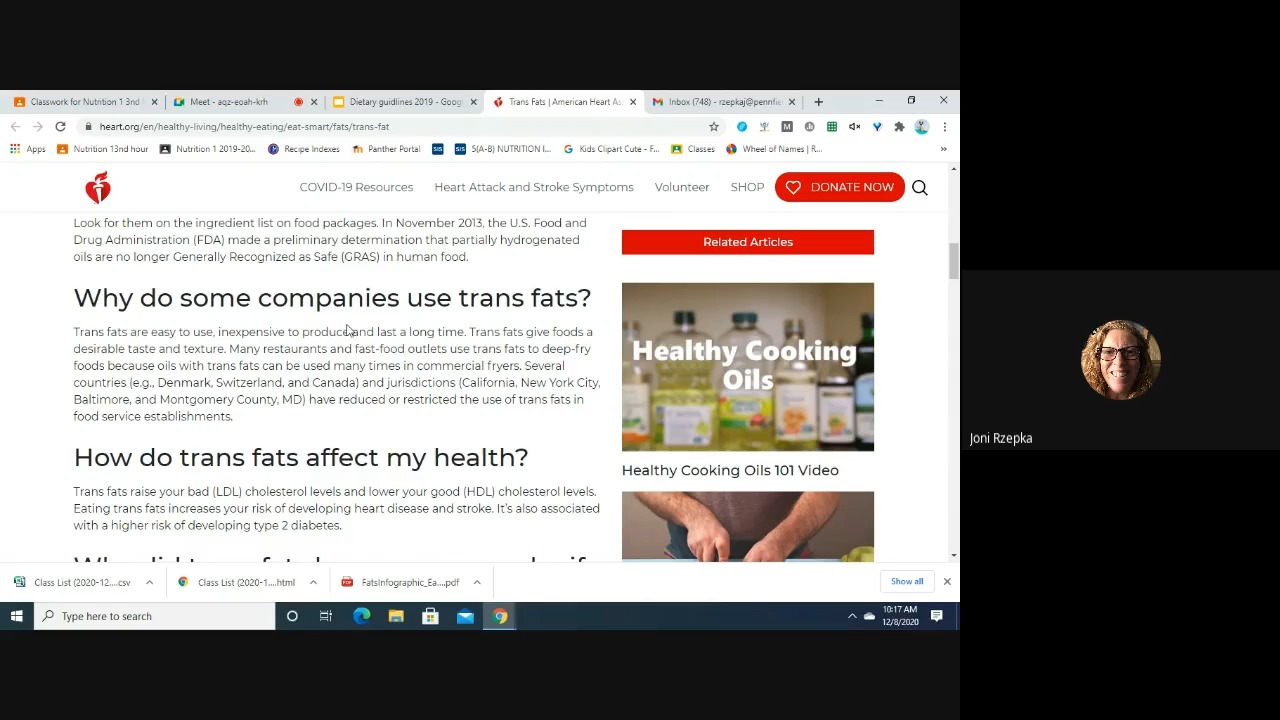 Classwork for Nutrition 1 3nd
Meet - aqz-eoah-krh
Dietary guidlines 2019 - Googl
Trans Fats | American Heart As
Inbox (748) - rzepkaj@pennfie
heart.org/en/healthy-living/healthy-eating/eat-smart/fats/trans-fat
Apps
Nutrition 13nd hour
Nutrition 1 2019-20...
Recipe Indexes
Panther Portal
SIS
SIS
5(A-B) NUTRITION I...
Kids Clipart Cute - F...
Classes
Wheel of Names | R...
COVID-19 Resources
Heart Attack and Stroke Symptoms
Volunteer
SHOP
DONATE NOW
Look for them on the ingredient list on food packages. In November 2013, the U.S. Food and
Drug Administration (FDA) made a preliminary determination that partially hydrogenated
oils are no longer Generally Recognized as Safe (GRAS) in human food.
Why do some companies use trans fats?
Trans fats are easy to use, inexpensive to produce and last a long time. Trans fats give foods a
desirable taste and texture. Many restaurants and fast-food outlets use trans fats to deep-fry
foods because oils with trans fats can be used many times in commercial fryers. Several
countries (e.g., Denmark, Switzerland, and Canada) and jurisdictions (California, New York City,
Baltimore, and Montgomery County, MD) have reduced or restricted the use of trans fats in
food service establishments.
How do trans fats affect my health?
Trans fats raise your bad (LDL) cholesterol levels and lower your good (HDL) cholesterol levels.
Eating trans fats increases your risk of developing heart disease and stroke. It's also associated
with a higher risk of developing type 2 diabetes.
Related Articles
Healthy Cooking
Oils
Healthy Cooking Oils 101 Video
Joni Rzepka
Class List (2020-12....csv
Class List (2020-1....html
FatsInfographic_Ea....pdf
Show all
Type here to search
10:17 AM
12/8/2020